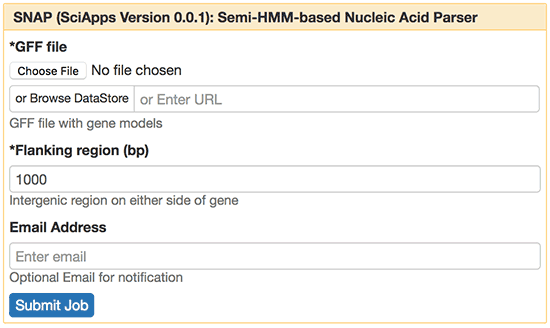 SNAP (SciApps Version 0.0.1): Semi-HMM-based Nucleic Acid Parser
*GFF file
Choose File No file chosen
or Browse DataStore or Enter URL
GFF file with gene models
*Flanking region (bp)
1000
Intergenic region on either side of gene
Email Address
Enter email
Optional Email for notification
Submit Job